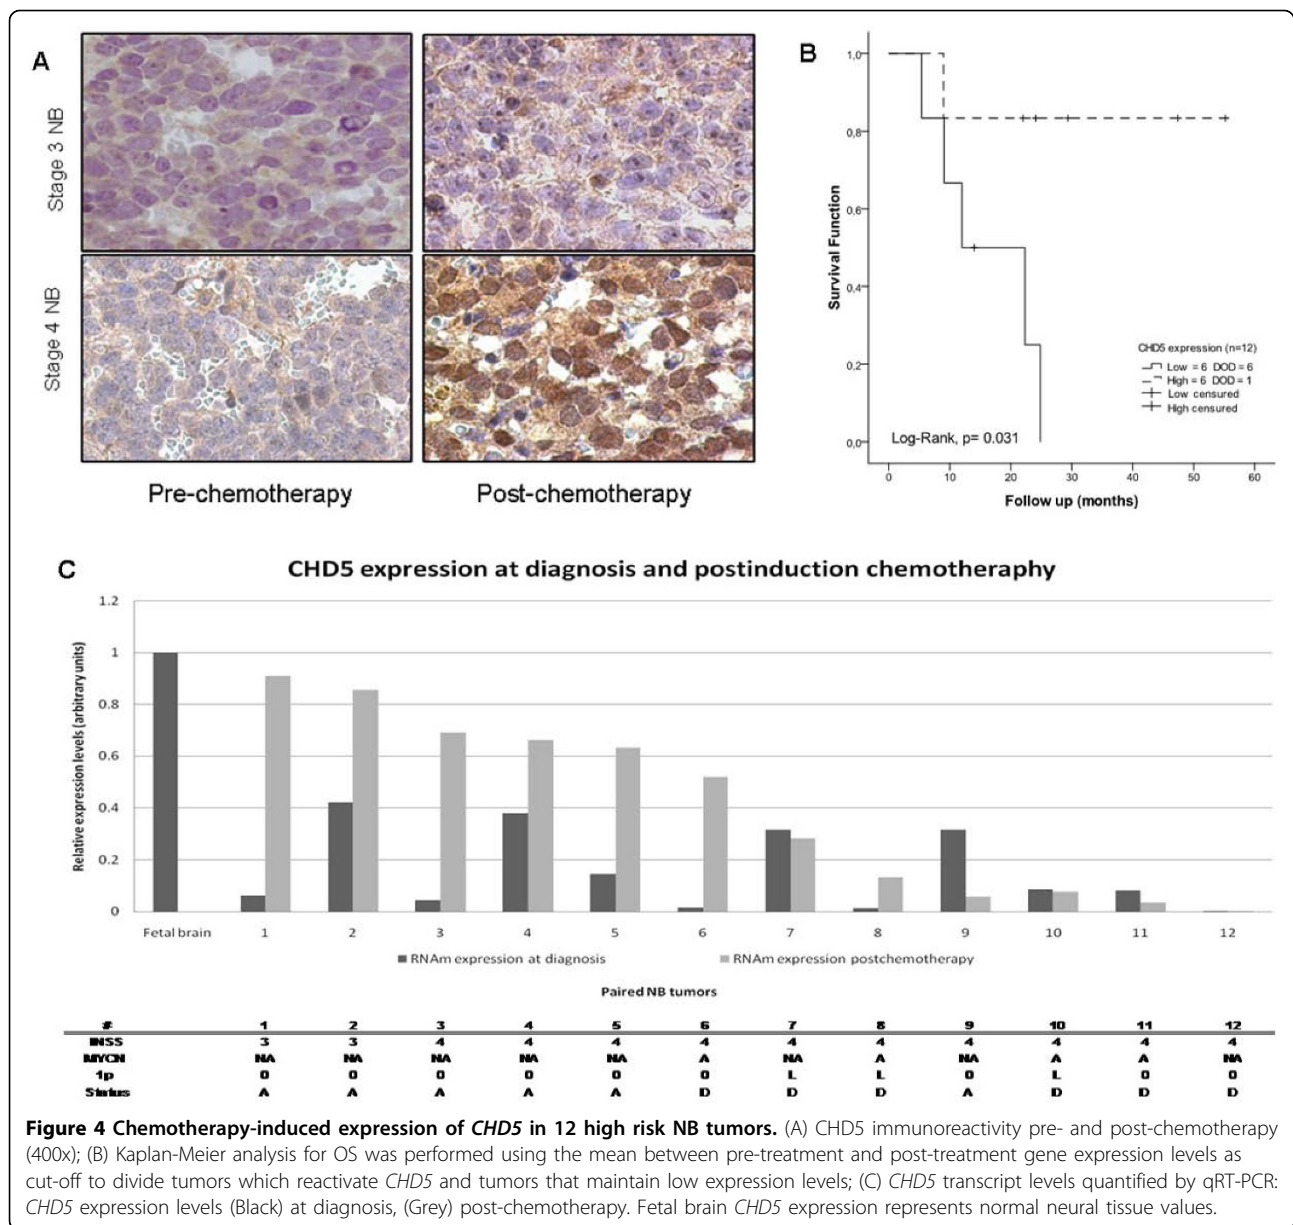 A
Stage 3 NB
Stage 4 NB
Pre-chemotherapy
Post-chemotherapy
B
Survival Function
1,0
0,8
0,6
0,4
0,2
0,0
CHD5 expression (n=12)
Low = 6 DOD = 6
High = 6 DOD = 1
Low censured
High censured
Log-Rank, p= 0.031
0 10 20 30 40 50 60
Follow up (months)
C
CHD5 expression at diagnosis and postinduction chemotheraphy
Relative expression levels (arbitrary units)
1.2
1
0.8
0.6
0.4
0.2
0
Fetal brain 1 2 3 4 5 6 7 8 9 10 11 12
RNAm expression at diagnosis RNAm expression postchemotherapy
Paired NB tumors
# 1 2 3 4 5 6 7 8 9 10 11 12
INSS 3 3 4 4 4 4 4 4 4 4 4 4
MYCN NA NA NA NA NA A NA A NA A A NA
1p 0 0 0 0 0 0 L L 0 L 0 0
Status A A A A A D D D A D D D
Figure 4 Chemotherapy-induced expression of CHD5 in 12 high risk NB tumors. (A) CHD5 immunoreactivity pre- and post-chemotherapy
(400x); (B) Kaplan-Meier analysis for OS was performed using the mean between pre-treatment and post-treatment gene expression levels as
cut-off to divide tumors which reactivate CHD5 and tumors that maintain low expression levels; (C) CHD5 transcript levels quantified by qRT-PCR:
CHD5 expression levels (Black) at diagnosis, (Grey) post-chemotherapy. Fetal brain CHD5 expression represents normal neural tissue values.